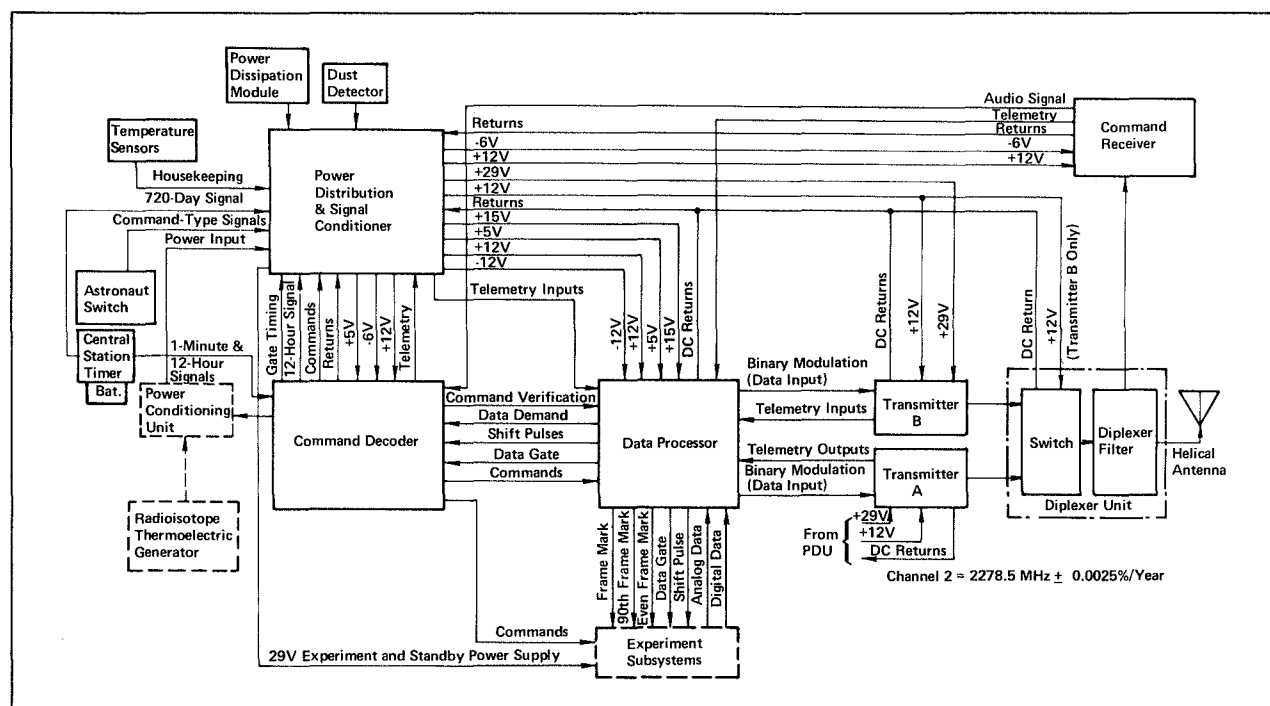 Power
Dissipation
Module
Dust
Detector
Temperature
Sensors
Housekeeping
720-Day Signal
Command-Type Signals
Power Input
Astronaut
Switch
Central
Station
Timer
Bat.
1-Minute &
12-Hour
Signals
Power
Conditioning
Unit
Radioisotope
Thermoelectric
Generator
Power
Distribution
& Signal
Conditioner
Returns
-6V
+12V
+29V
+12V
Returns
+15V
+5V
+12V
-12V
Audio Signal
Telemetry
Returns
-6V
+12V
Command
Receiver
Gate Timing
12-Hour Signal
Commands
Returns
+5V
-6V
+12V
Telemetry
Telemetry Inputs
-12V
+12V
+5V
+15V
DC Returns
DC Returns
+12V
+29V
DC Return
+12V
(Transmitter B Only)
Command Decoder
Command Verification
Data Demand
Shift Pulses
Data Gate
Commands
Data Processor
Binary Modulation
(Data Input)
Telemetry Inputs
Telemetry Outputs
Binary Modulation
(Data Input)
Transmitter
B
Transmitter
A
Switch
Diplexer
Filter
Diplexer Unit
Helical
Antenna
From
PDU
+29V
+12V
DC Returns
Channel 2 = 2278.5 MHz ± 0.0025%/Year
Frame Mark
90th Frame Mark
Even Frame Mark
Data Gate
Shift Pulse
Analog Data
Digital Data
Commands
29V Experiment and Standby Power Supply
Experiment
Subsystems